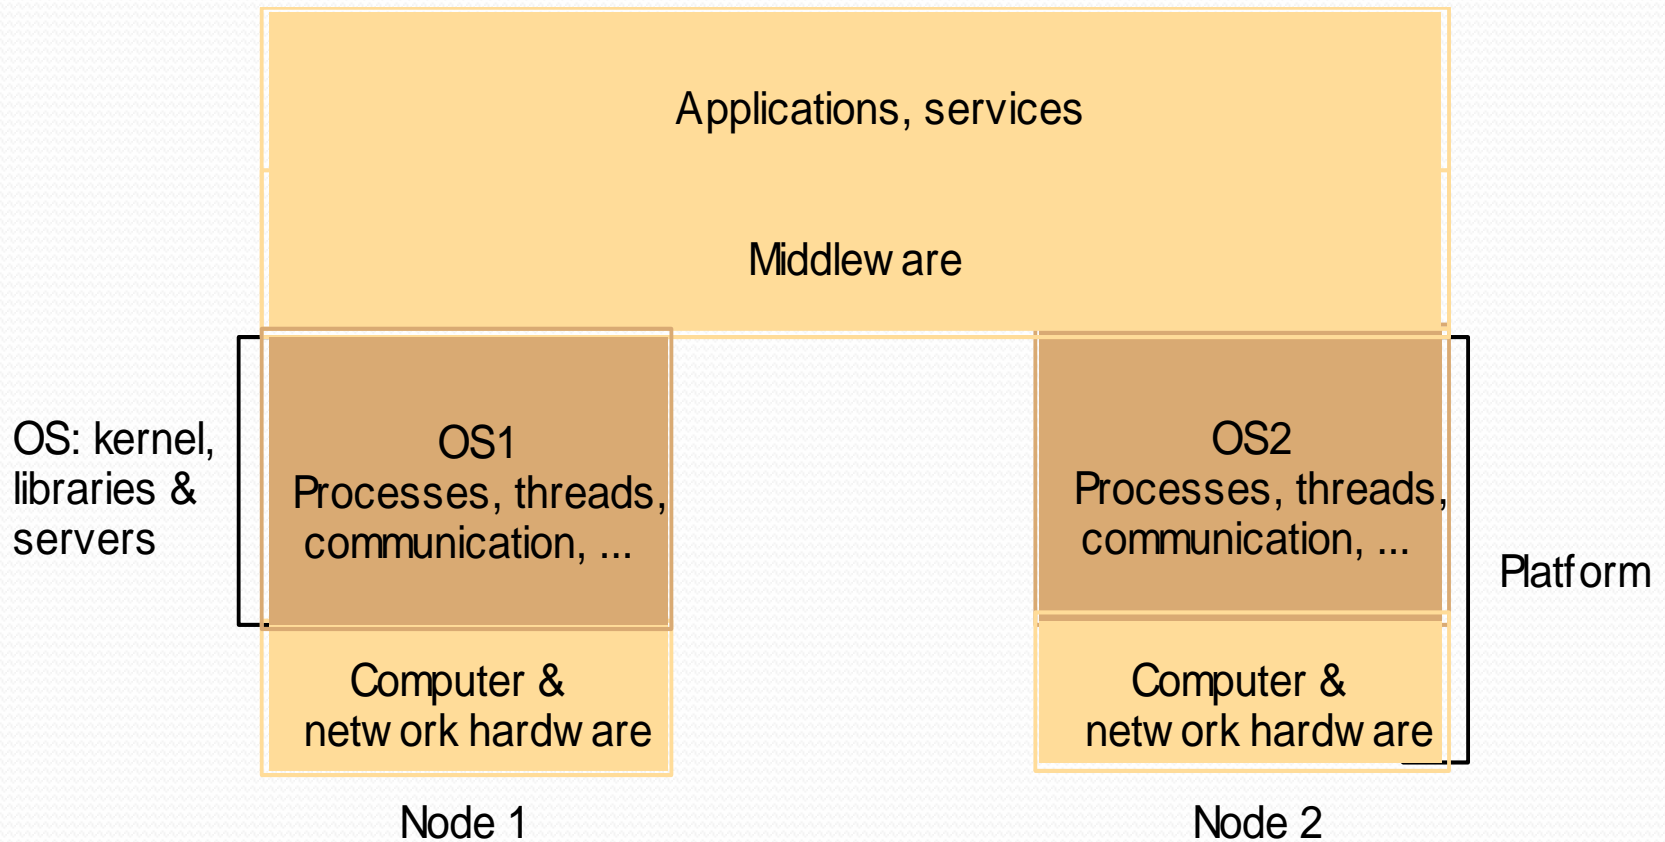 Applications, services
Middleware
OS: kernel,
libraries &
servers
OS1
Processes, threads,
communication, ...
OS2
Processes, threads,
communication, ...
Platform
Computer &
network hardware
Computer &
network hardware
Node 1
Node 2